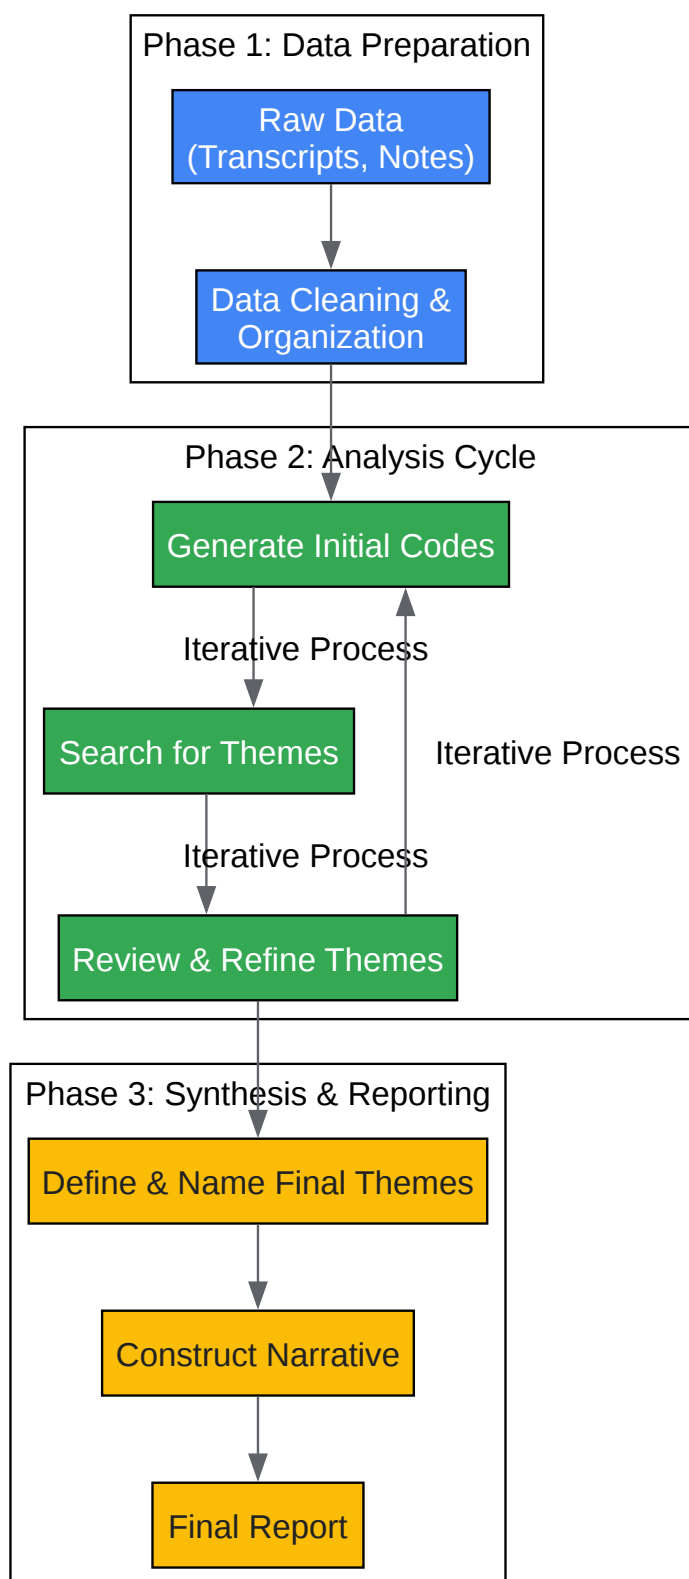 Phase 1: Data Preparation
Raw Data
(Transcripts, Notes)
Data Cleaning &
Organization
Phase 2: Analysis Cycle
Generate Initial Codes
Iterative Process
Search for Themes
Iterative Process
Iterative Process
Review & Refine Themes
Phase 3: Synthesis & Reporting
Define & Name Final Themes
Construct Narrative
Final Report